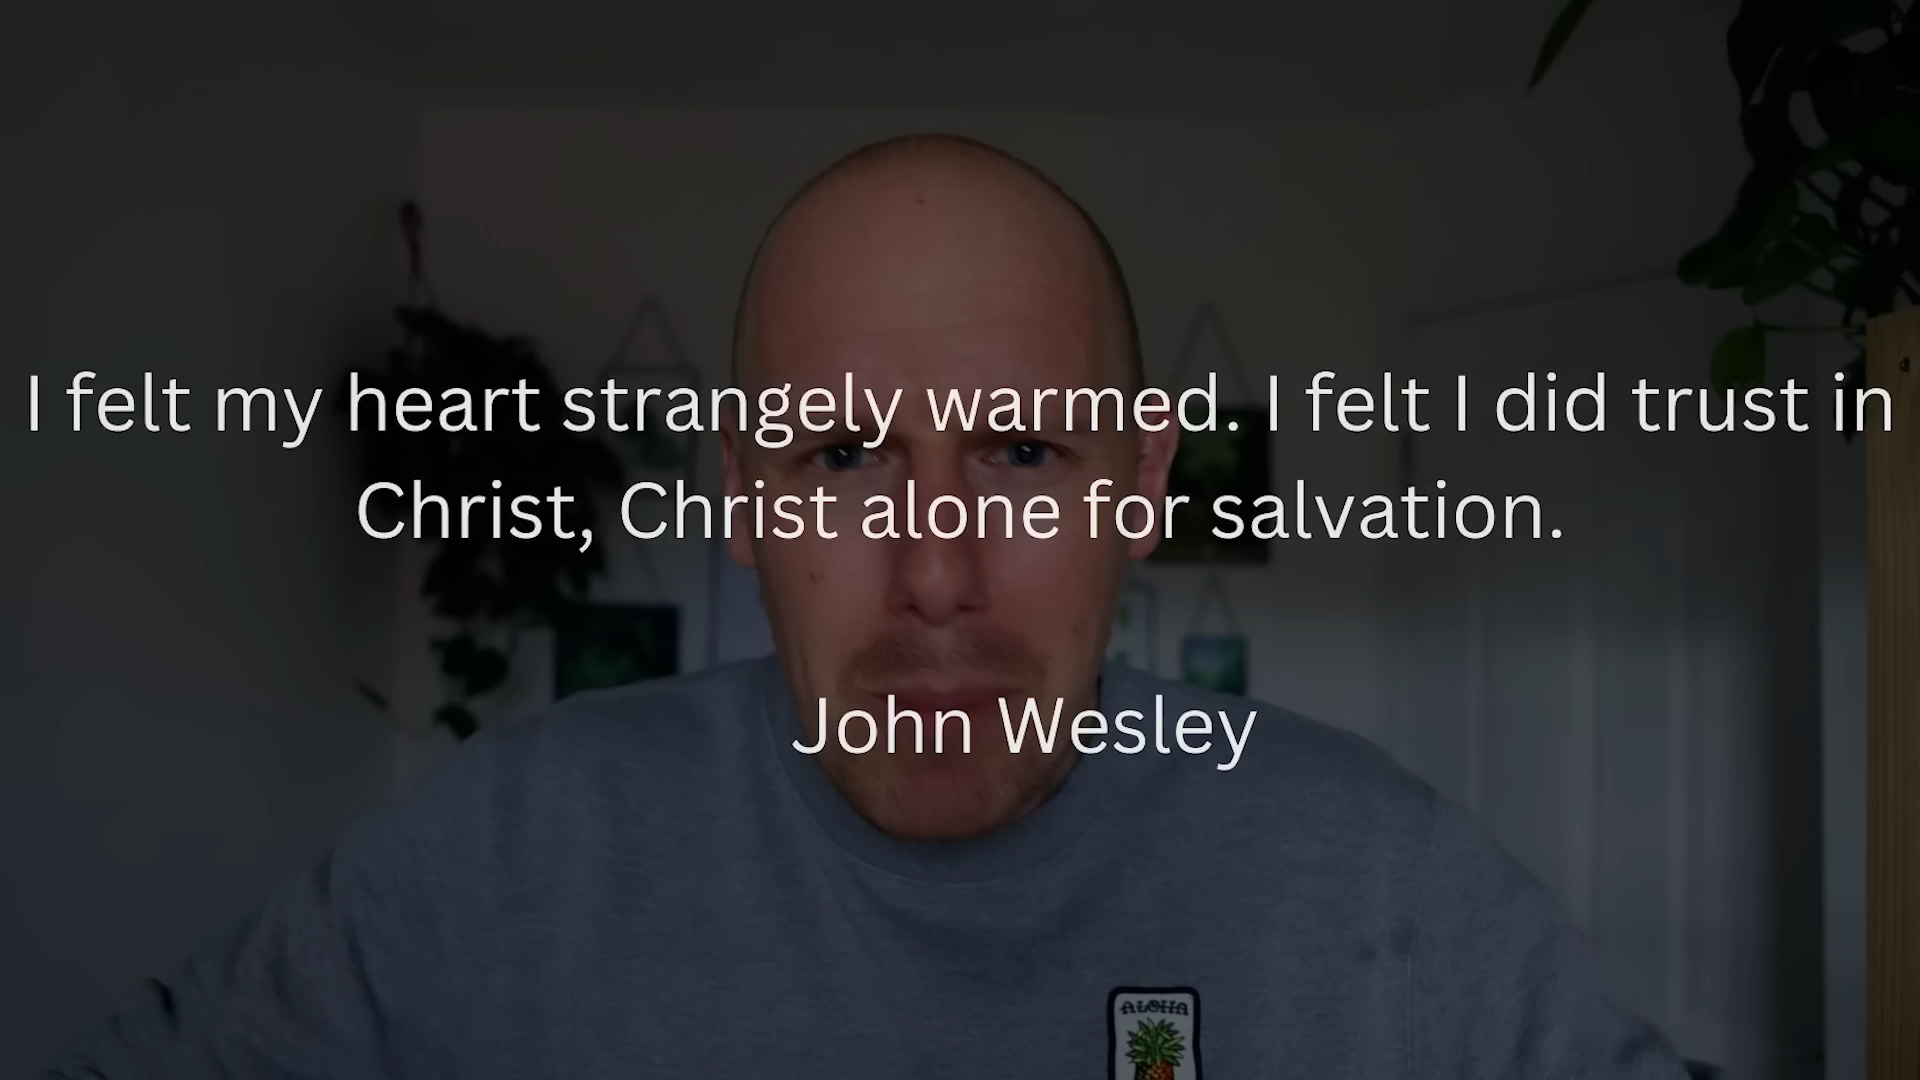 I felt my heart strangely warmed. I felt I did trust in
Christ, Christ alone for salvation.
John Wesley
ALOHA